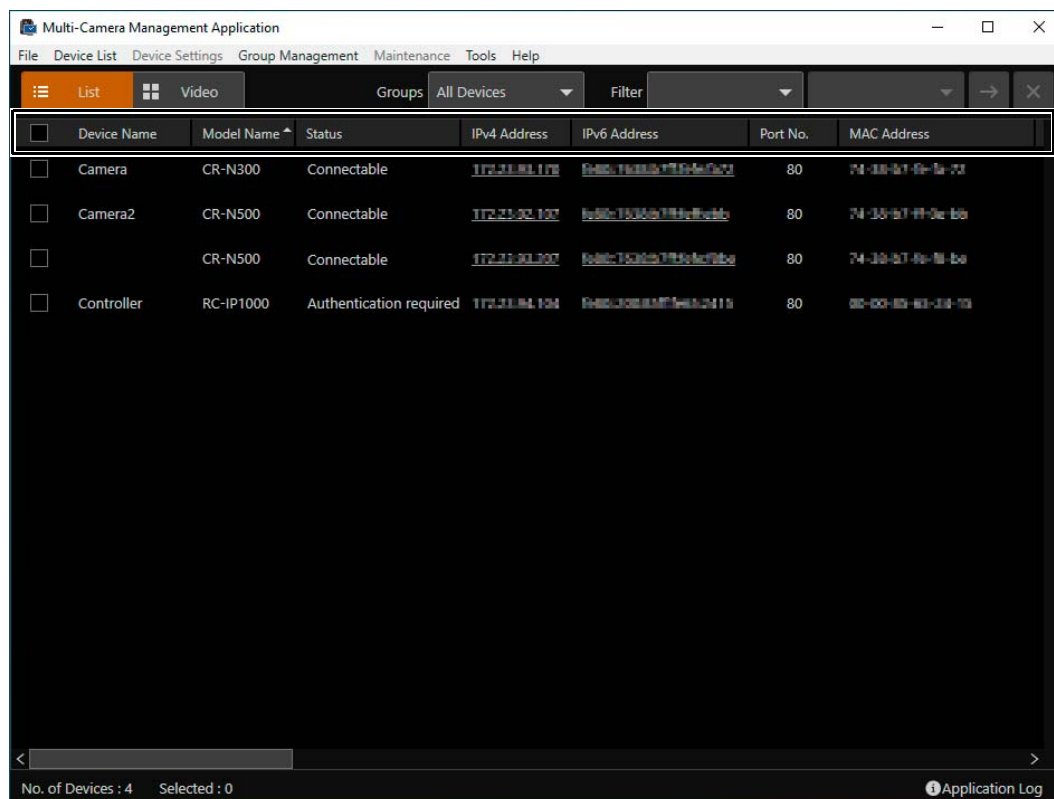 Multi-Camera Management Application
File Device List Device Settings Group Management Maintenance Tools Help
List Video Groups All Devices Filter
Device Name Model Name Status IPv4 Address IPv6 Address Port No. MAC Address
Camera CR-N300 Connectable 80
Camera2 CR-N500 Connectable 80
CR-N500 Connectable 80
Controller RC-IP1000 Authentication required 80
No. of Devices : 4 Selected : 0 Application Log